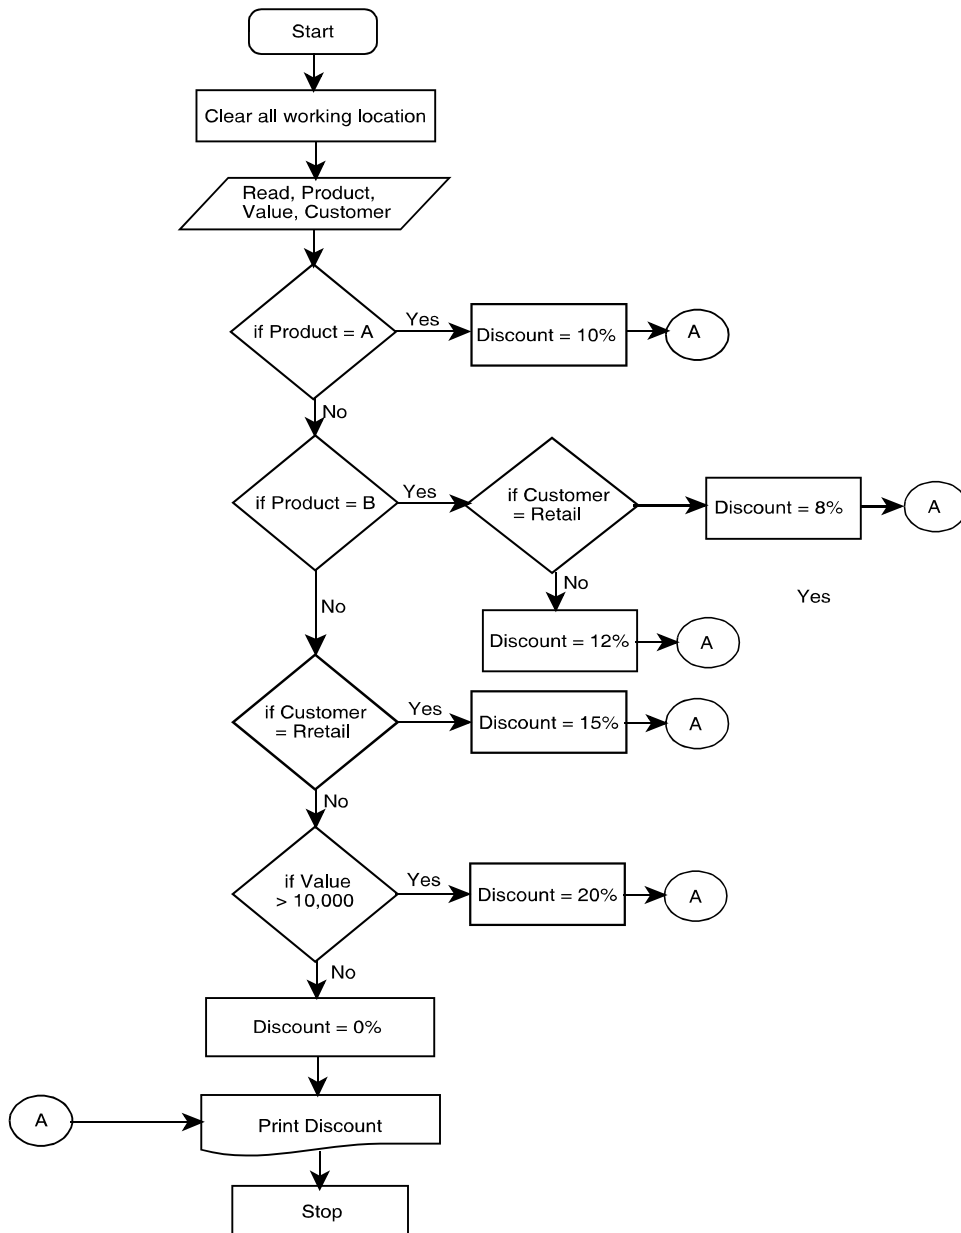 Start
Clear all working location
Read, Product,
Value, Customer
if Product = A
Yes
Discount = 10%
A
No
if Product = B
Yes
if Customer
= Retail
Discount = 8%
A
No
Yes
Discount = 12%
A
No
if Customer
= Rretail
Yes
Discount = 15%
A
No
if Value
> 10,000
Yes
Discount = 20%
A
No
Discount = 0%
A
Print Discount
Stop